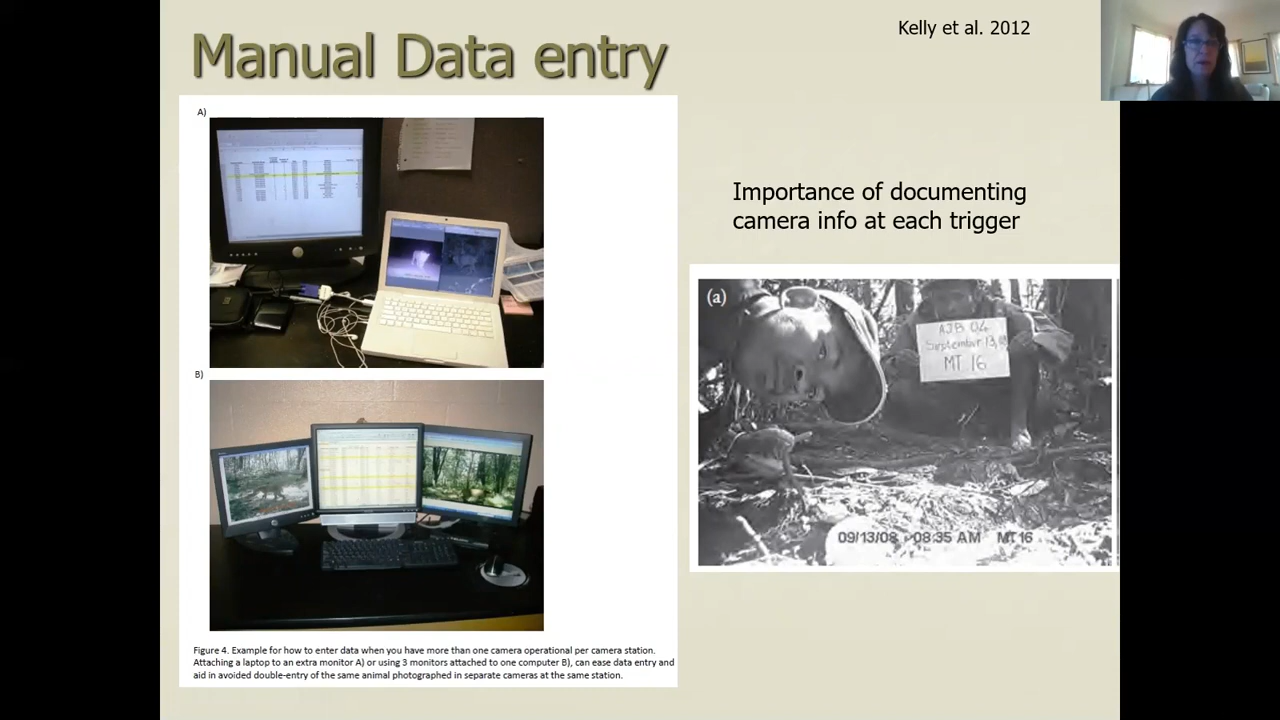 Manual Data entry
Kelly et al. 2012
A)
B)
Figure 4. Example for how to enter data when you have more than one camera operational per camera station.
Attaching a laptop to an extra monitor A) or using 3 monitors attached to one computer B), can ease data entry and
aid in avoided double-entry of the same animal photographed in separate cameras at the same station.
Importance of documenting
camera info at each trigger
(a)
AJB 04
September 13,
MT 16
09/13/08 08:35 AM MT16